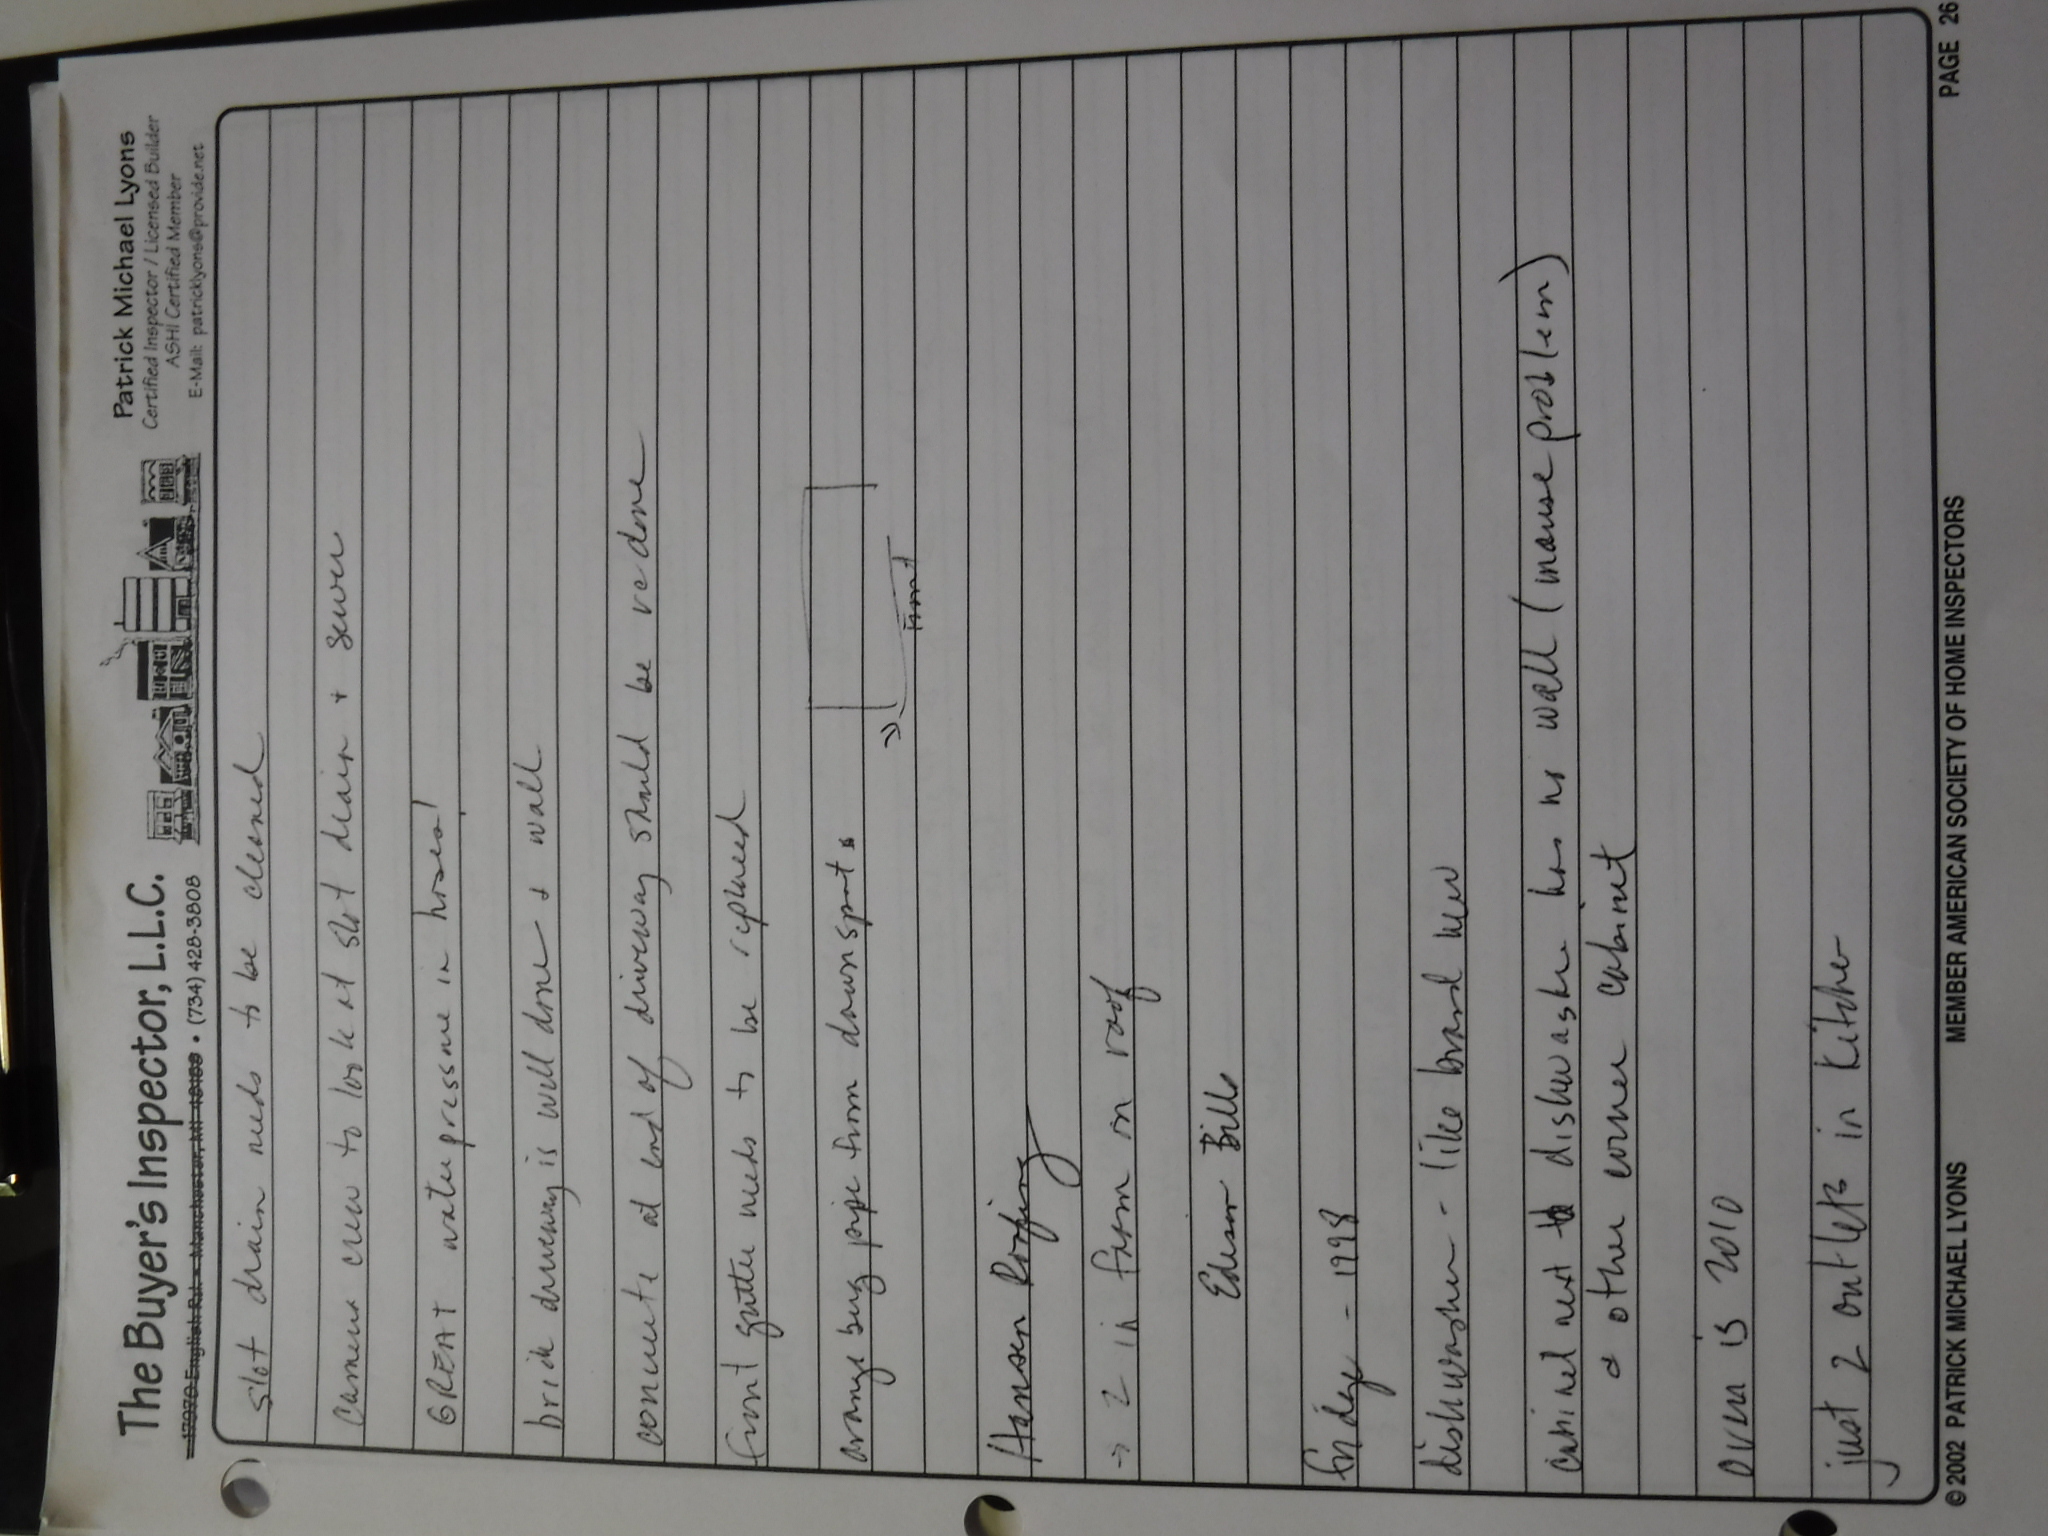 The Buyer's Inspector, L.L.C.
17970 English Rd. • Manchester, MI 48158 • (734) 428-3808
Patrick Michael Lyons
Certified Inspector / Licensed Builder
ASHI Certified Member
E-Mail: patricklyons@provide.net
slot drain needs to be cleaned
Camera crew to look at slot drain + sewer
GREAT water pressure in hoses!
brick driveway is well done + wall
concrete at end of driveway should be redone
front gutter needs to be replaced
orange bug pipe from downspouts
front
Hansen Roofing
→ 2 in foam on roof
Edison Bills
fridge - 1998
dishwasher - like brand new
cabinet next to dishwasher has no wall (mouse problem)
+ other corner cabinet
oven is 2010
just 2 outlets in kitchen
© 2002 PATRICK MICHAEL LYONS
MEMBER AMERICAN SOCIETY OF HOME INSPECTORS
PAGE 26